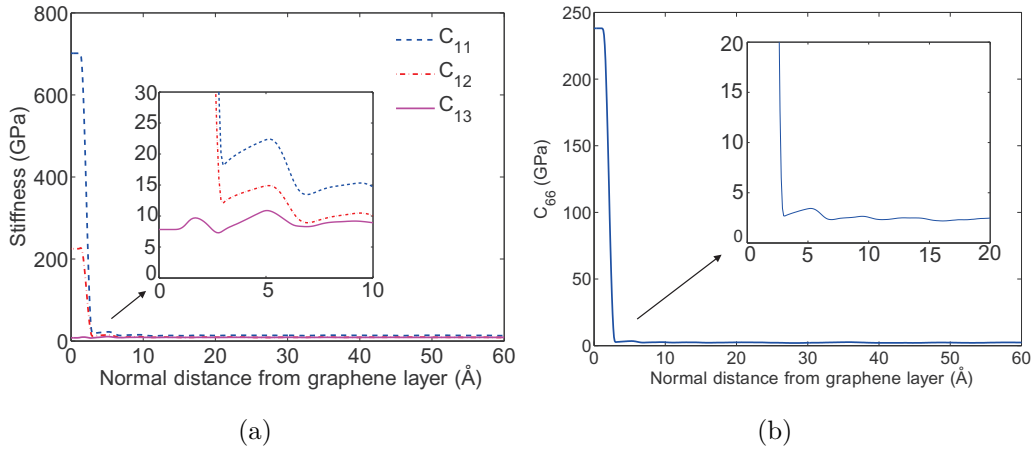 800
600
400
200
0
Stiffness (GPa)
C11
C12
C13
30
25
20
15
10
5
0
0 5 10
0 10 20 30 40 50 60
Normal distance from graphene layer (Å)
(a)
250
200
150
100
50
0
C66 (GPa)
20
15
10
5
0
0 5 10 15 20
0 10 20 30 40 50 60
Normal distance from graphene layer (Å)
(b)